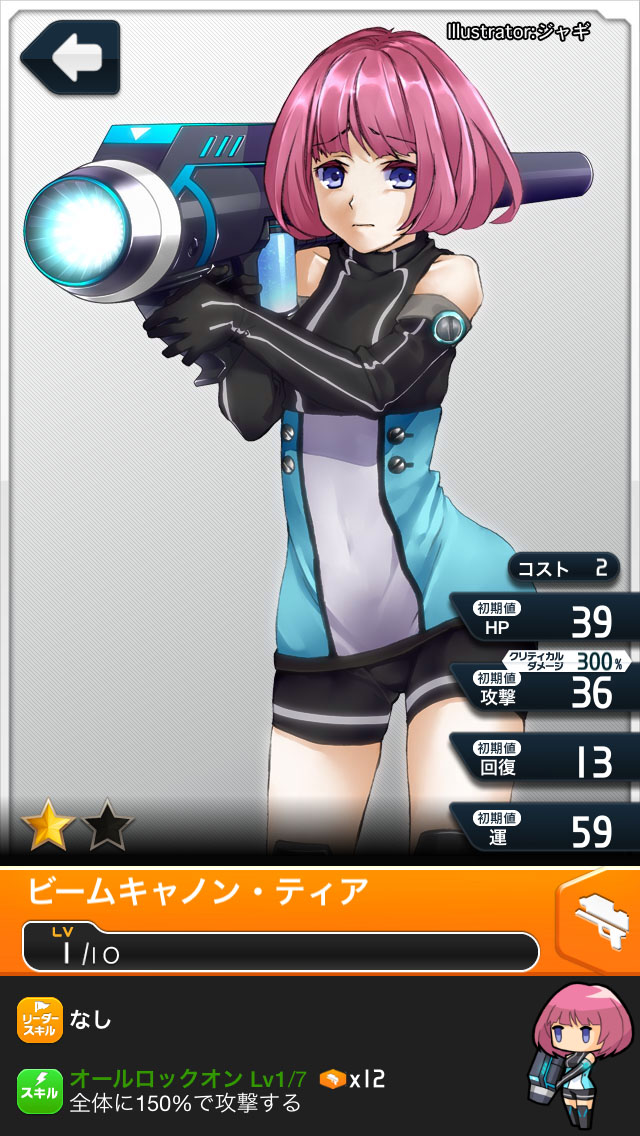 Illustrator:ジャギ
コスト 2
初期値
HP 39
クリティカル
ダメージ 300%
初期値
攻撃 36
初期値
回復 13
初期値
運 59
ビームキャノン・ティア
LV
1/10
リーダー
スキル なし
オールロックオン Lv1/7 x12
スキル 全体に150%で攻撃する